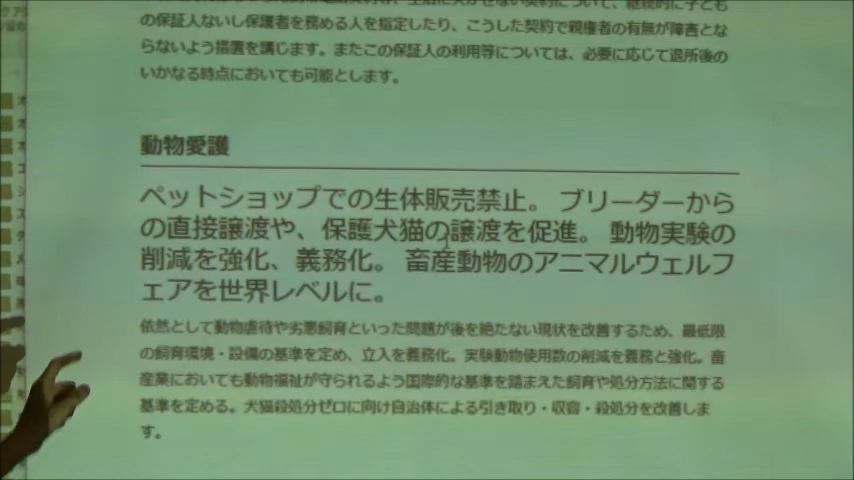 の保証人ないし保護者を務める人を指定したり、こうした契約で親権者の有無が障害とな
らないよう措置を講じます。またこの保証人の利用等については、必要に応じて退所後の
いかなる時点においても可能とします。
動物愛護
ペットショップでの生体販売禁止。 ブリーダーから
の直接譲渡や、保護犬猫の譲渡を促進。 動物実験の
削減を強化、義務化。 畜産動物のアニマルウェルフ
ェアを世界レベルに。
依然として動物虐待や劣悪飼育といった問題が後を絶たない現状を改善するため、最低限
の飼育環境・設備の基準を定め、立入を義務化。実験動物使用数の削減を義務と強化。畜
産業においても動物福祉が守られるよう国際的な基準を踏まえた飼育や処分方法に関する
基準を定める。犬猫殺処分ゼロに向け自治体による引き取り・収容・殺処分を改善しま
す。